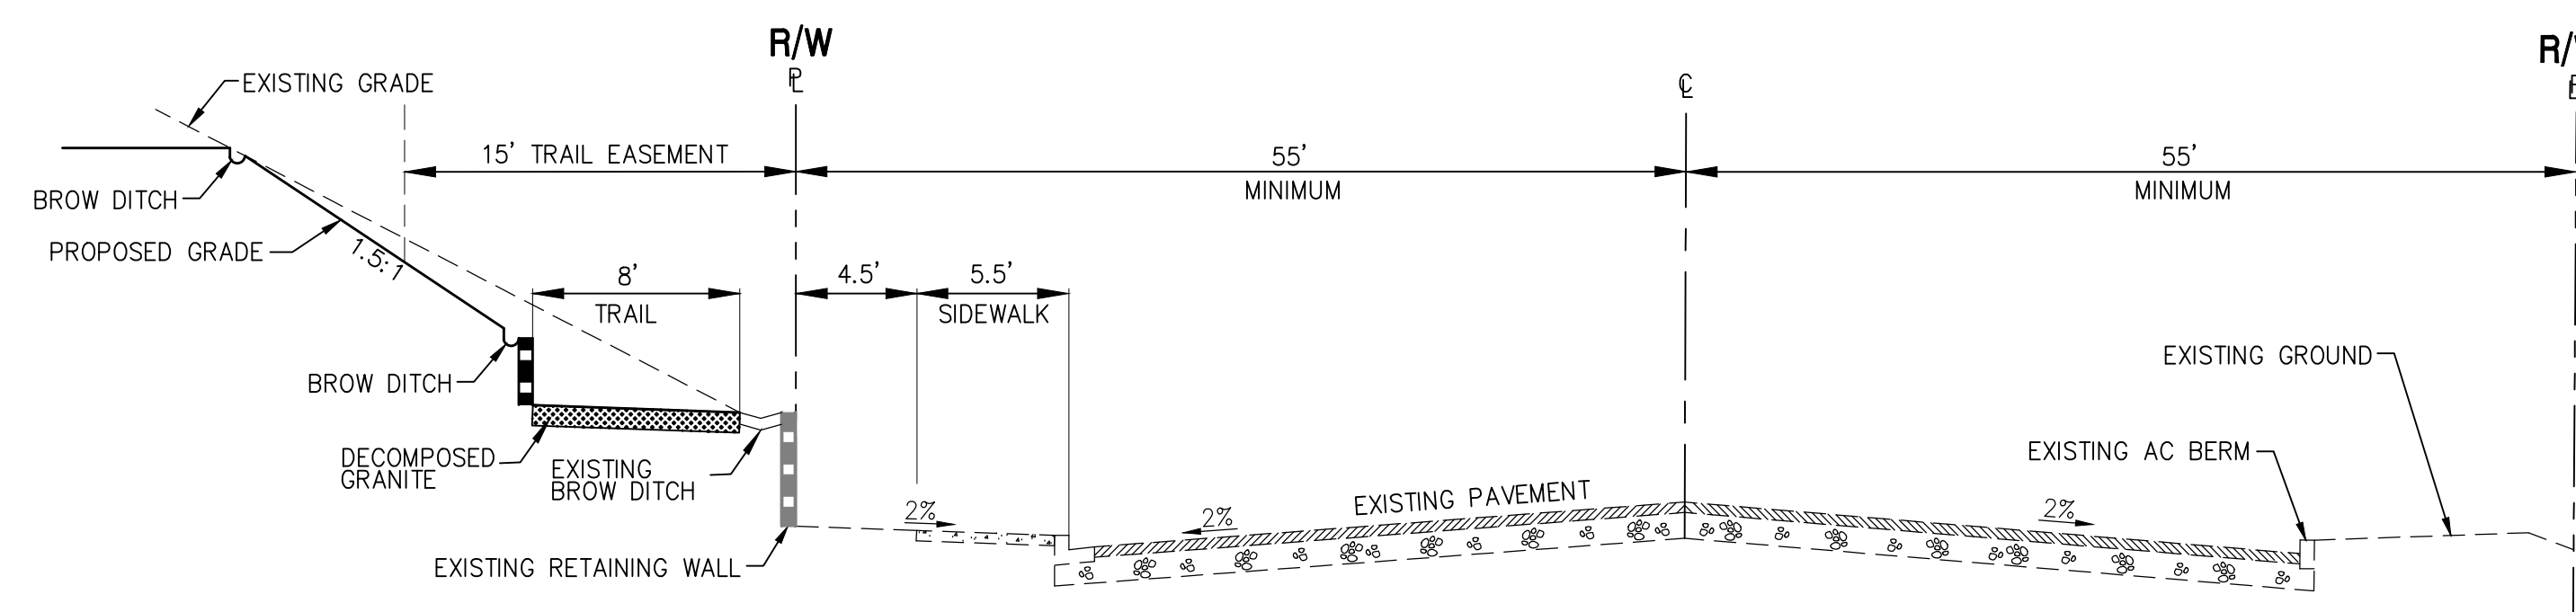 R/W
R/W
℄
PL
EXISTING GRADE
15' TRAIL EASEMENT
55'
MINIMUM
55'
MINIMUM
BROW DITCH
PROPOSED GRADE
1.5:1
8'
TRAIL
4.5'
5.5'
SIDEWALK
BROW DITCH
EXISTING GROUND
DECOMPOSED
GRANITE
EXISTING
BROW DITCH
EXISTING AC BERM
EXISTING PAVEMENT
2%
2%
2%
EXISTING RETAINING WALL